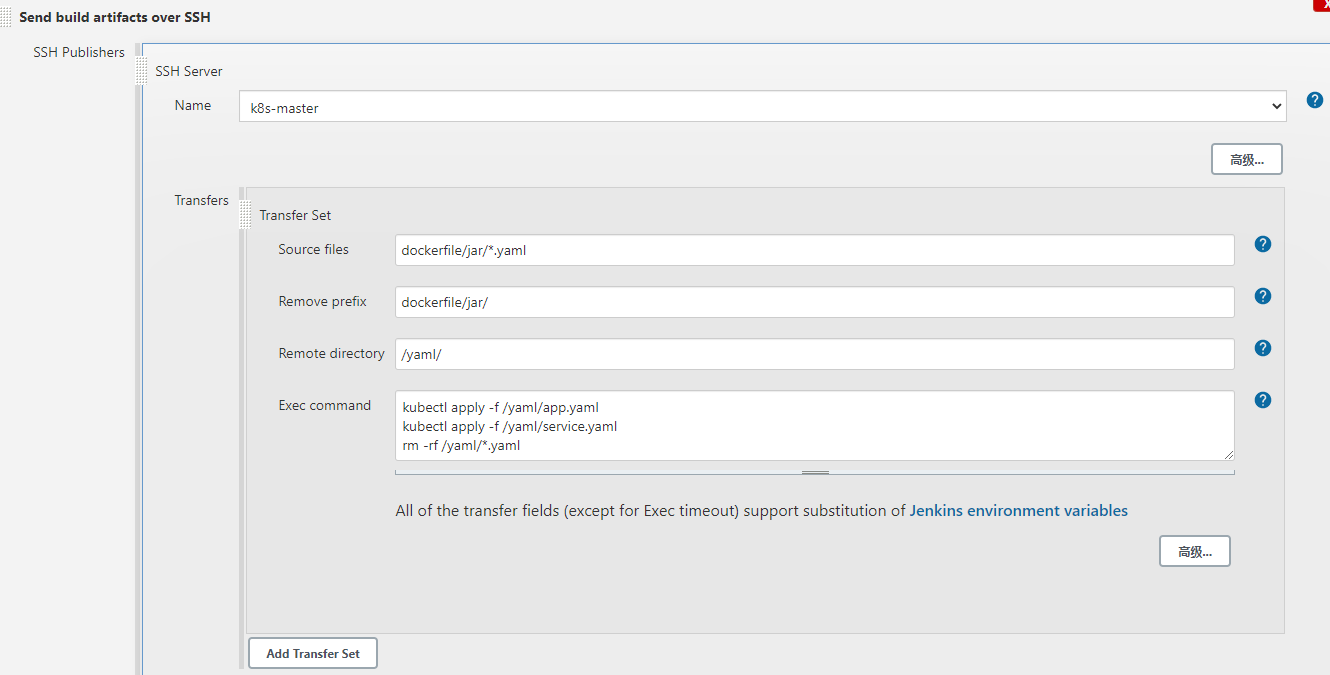 Send build artifacts over SSH
X
SSH Publishers
SSH Server
Name
k8s-master
?
高级...
Transfers
Transfer Set
Source files
dockerfile/jar/*.yaml
?
Remove prefix
dockerfile/jar/
?
Remote directory
/yaml/
?
Exec command
kubectl apply -f /yaml/app.yaml
kubectl apply -f /yaml/service.yaml
rm -rf /yaml/*.yaml
?
All of the transfer fields (except for Exec timeout) support substitution of Jenkins environment variables
高级...
Add Transfer Set